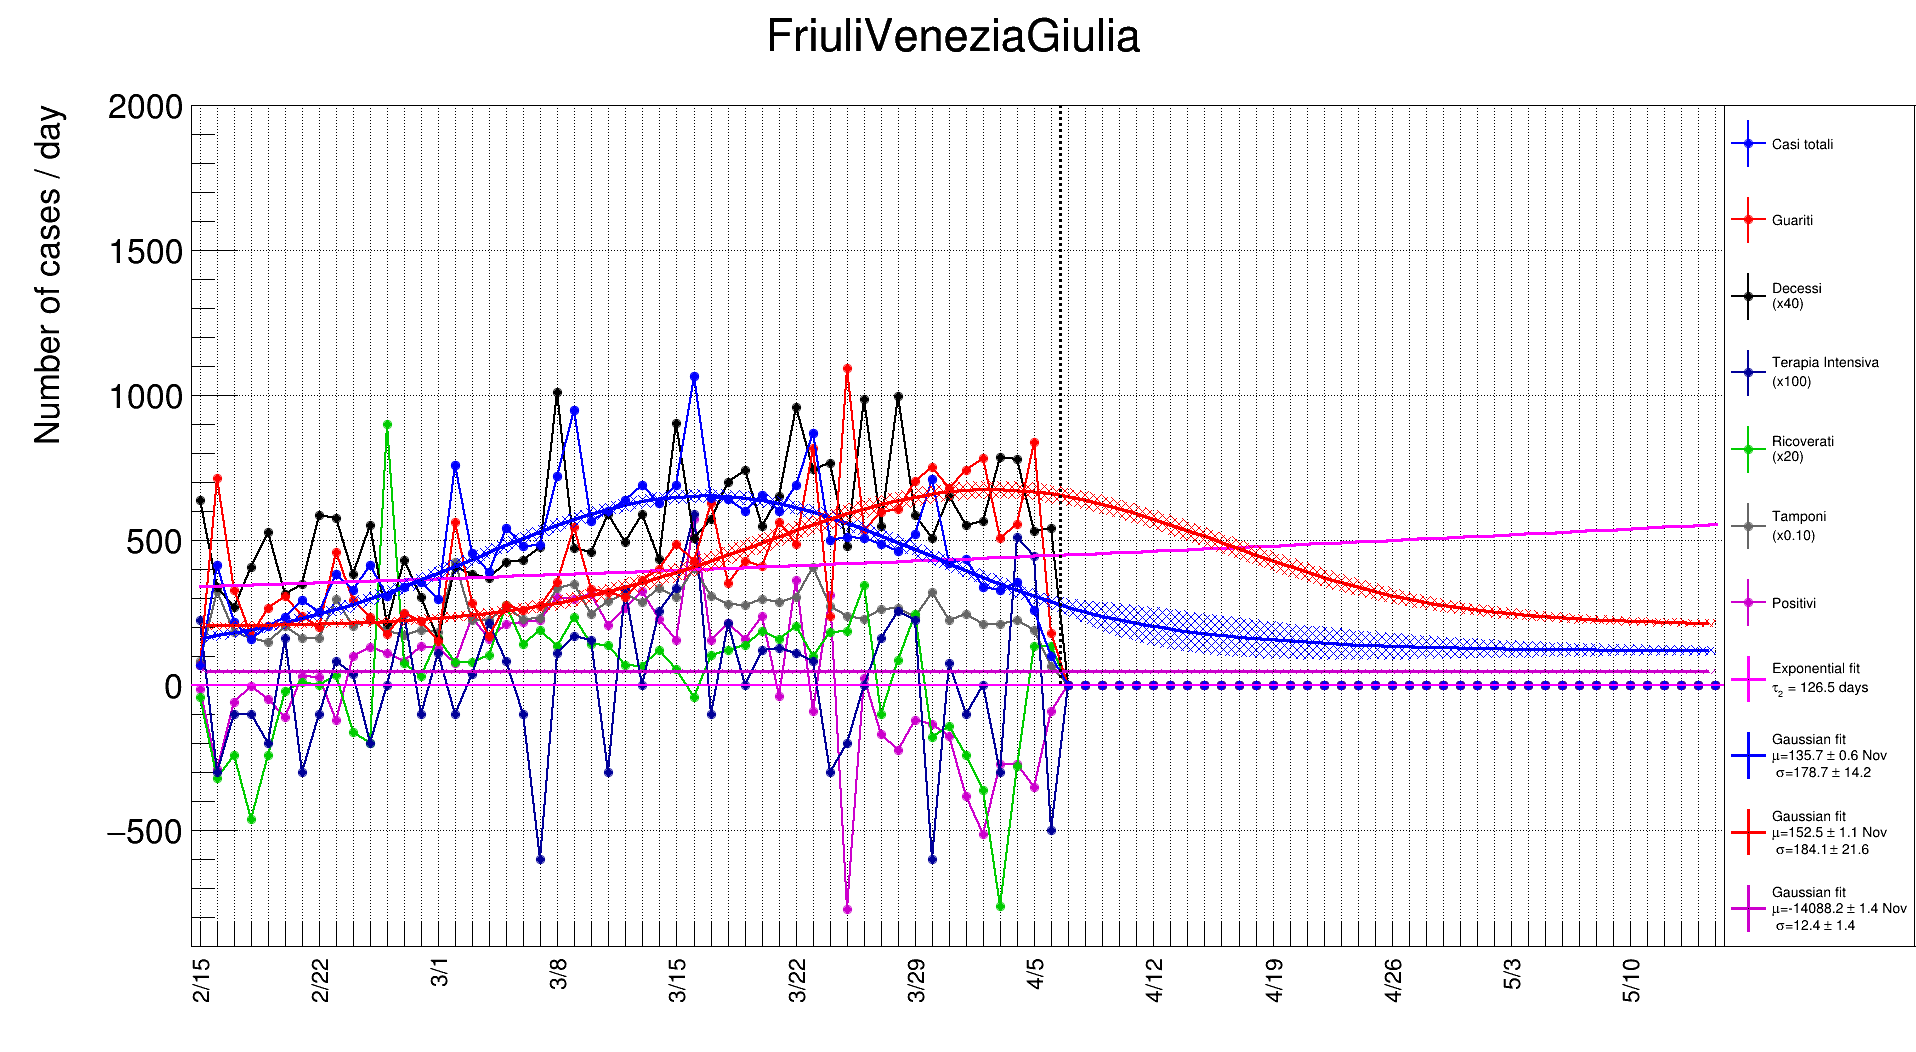 FriuliVeneziaGiulia
Number of cases / day
2000
1500
1000
500
0
−500
2/15
2/22
3/1
3/8
3/15
3/22
3/29
4/5
4/12
4/19
4/26
5/3
5/10
Casi totali
Guariti
Decessi
(x40)
Terapia Intensiva
(x100)
Ricoverati
(x20)
Tamponi
(x0.10)
Positivi
Exponential fit
τ2 = 126.5 days
Gaussian fit
μ=135.7 ± 0.6 Nov
σ=178.7 ± 14.2
Gaussian fit
μ=152.5 ± 1.1 Nov
σ=184.1 ± 21.6
Gaussian fit
μ=-14088.2 ± 1.4 Nov
σ=12.4 ± 1.4